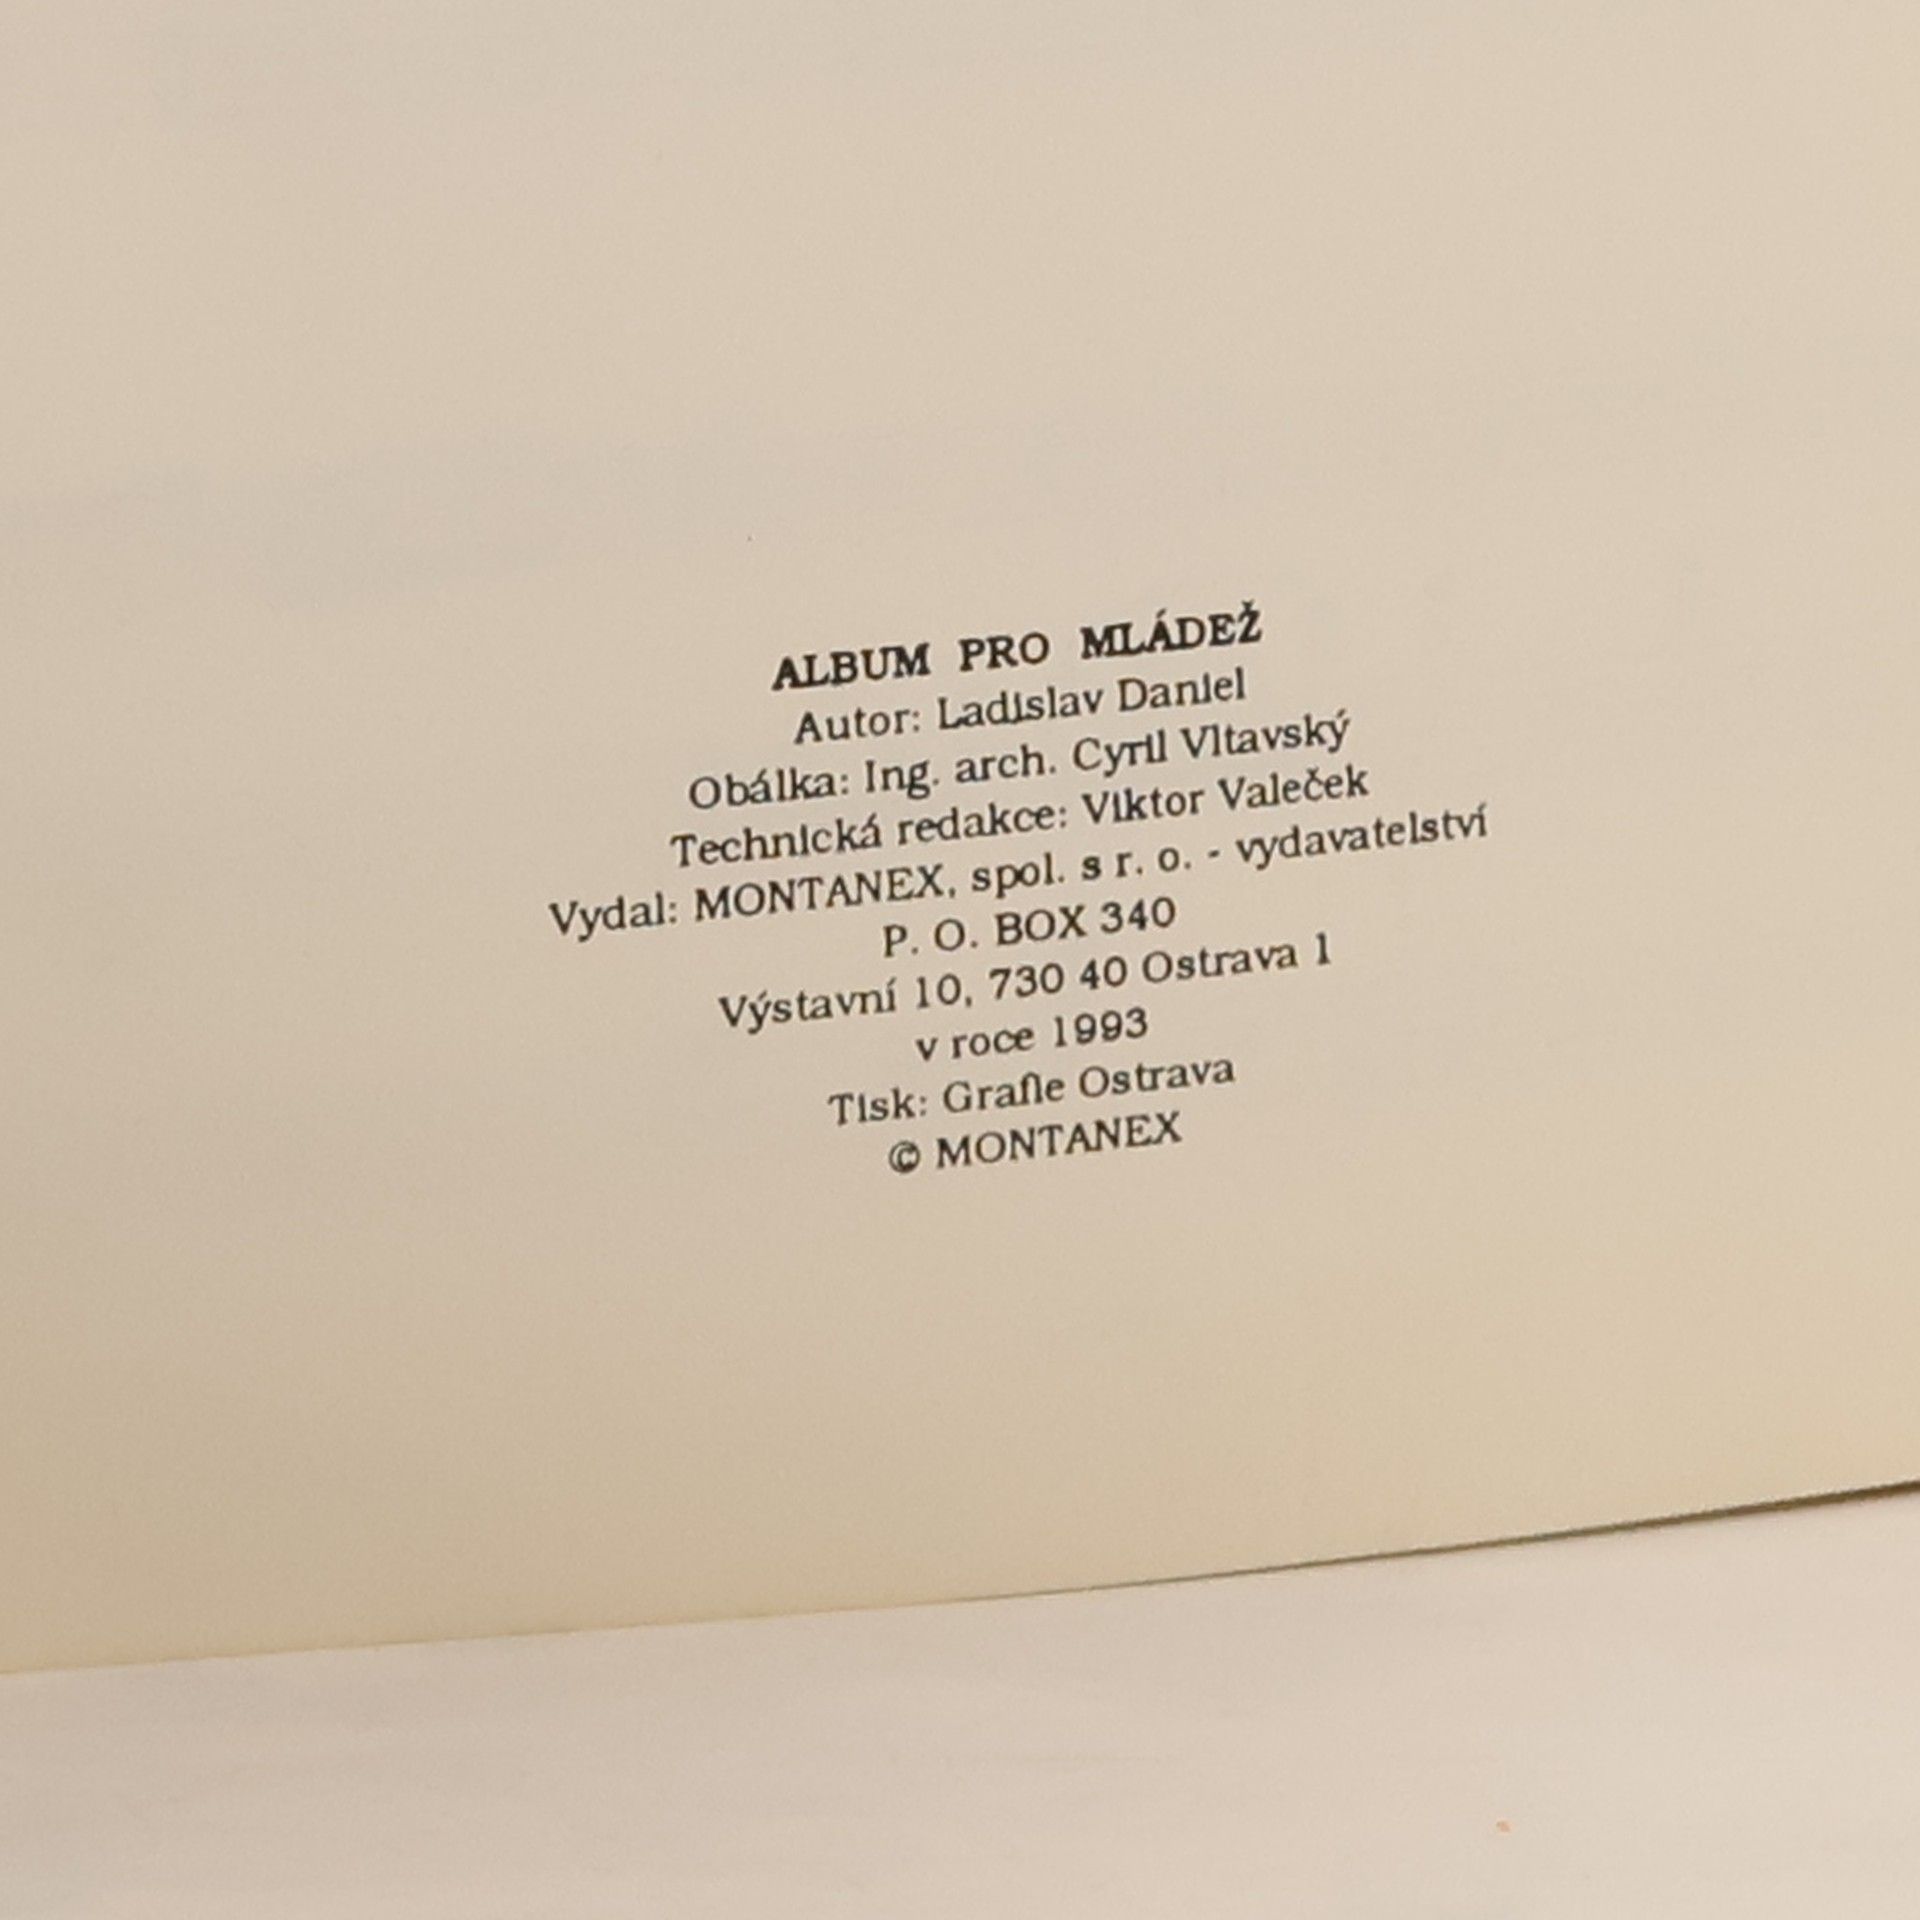 ALBUM PRO MLÁDEŽ
Autor: Ladislav Daniel
Obálka: Ing. arch. Cyril Vltavský
Technická redakce: Viktor Valeček
Vydal: MONTANEX, spol. s r. o. - vydavatelství
P. O. BOX 340
Výstavní 10, 730 40 Ostrava 1
v roce 1993
Tisk: Grafie Ostrava
© MONTANEX